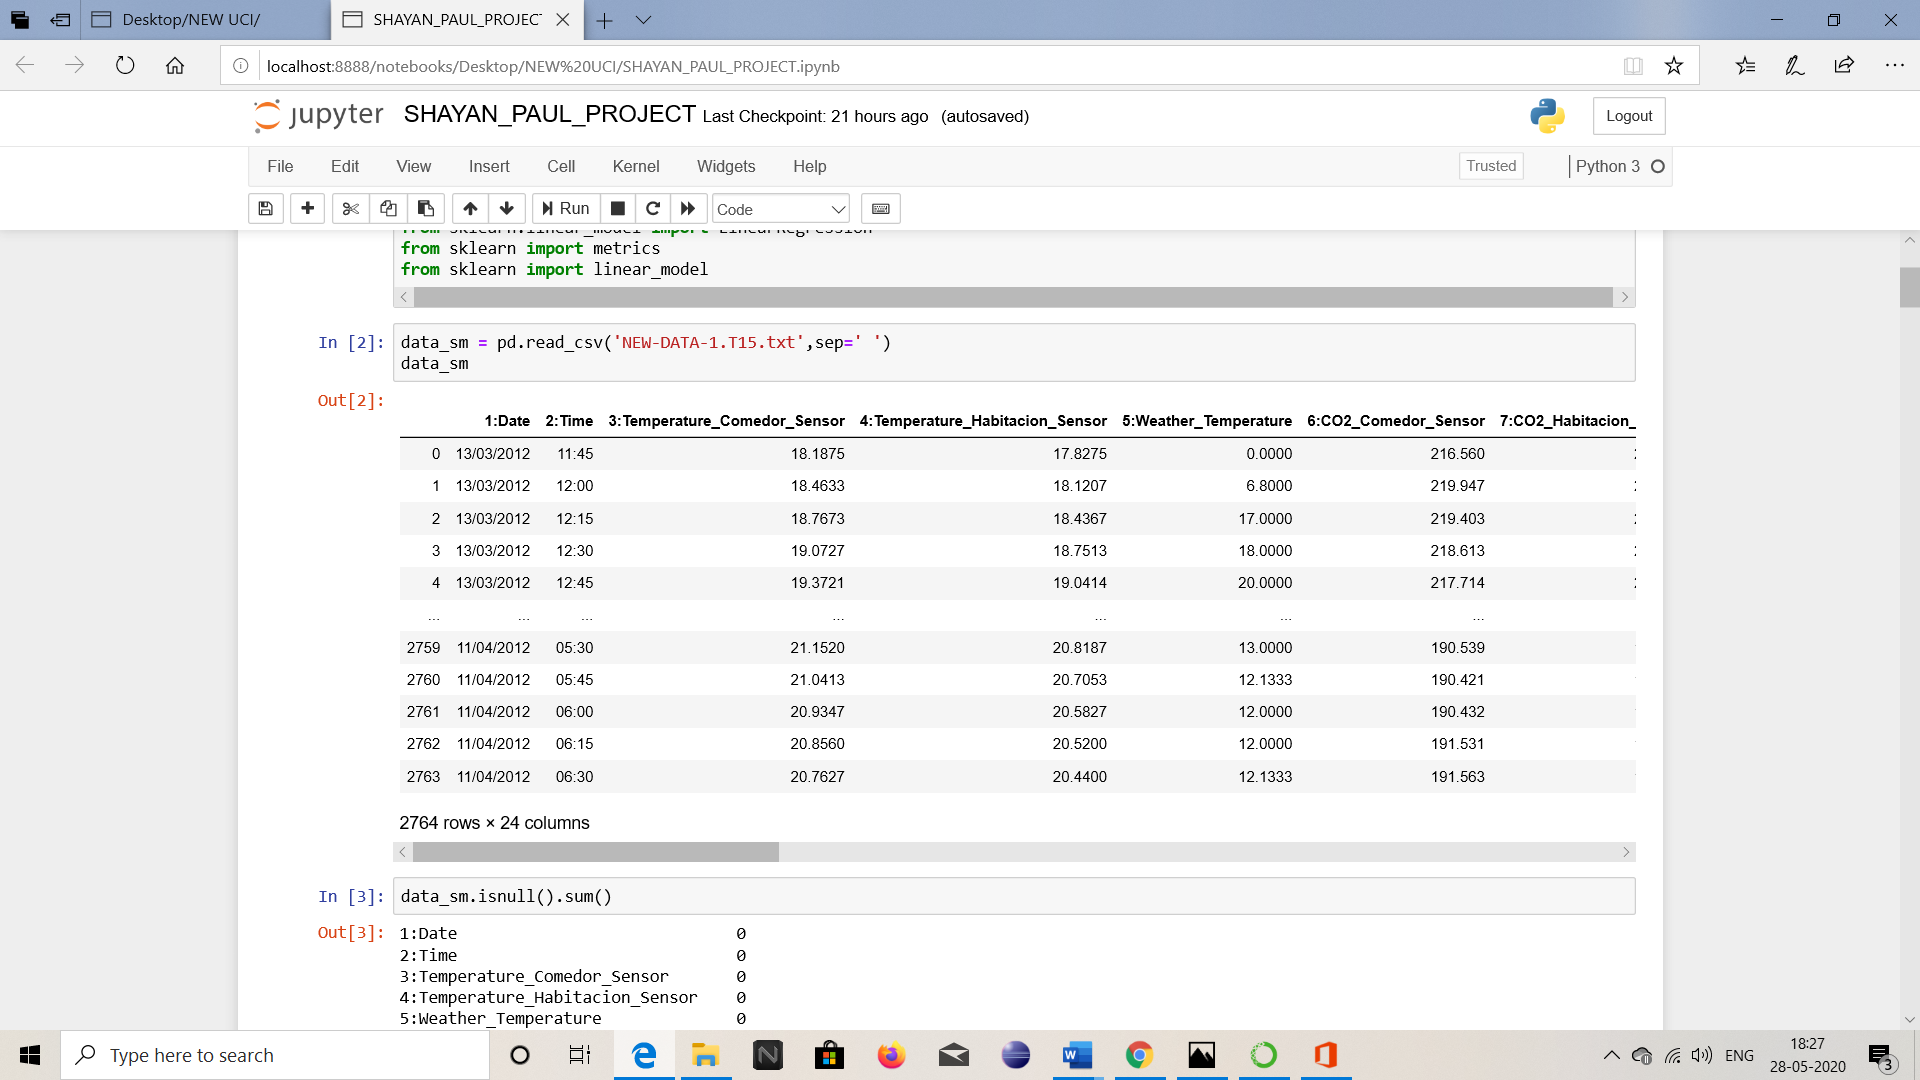 Desktop/NEW UCI/
SHAYAN_PAUL_PROJEC
localhost:8888/notebooks/Desktop/NEW%20UCI/SHAYAN_PAUL_PROJECT.ipynb
jupyter SHAYAN_PAUL_PROJECT Last Checkpoint: 21 hours ago (autosaved)
Logout
File Edit View Insert Cell Kernel Widgets Help
Trusted
Python 3
Run
Code
from sklearn.linear_model import LinearRegression
from sklearn import metrics
from sklearn import linear_model
In [2]: data_sm = pd.read_csv('NEW-DATA-1.T15.txt',sep=' ')
data_sm
Out[2]:
1:Date 2:Time 3:Temperature_Comedor_Sensor 4:Temperature_Habitacion_Sensor 5:Weather_Temperature 6:CO2_Comedor_Sensor 7:CO2_Habitacion_
0 13/03/2012 11:45 18.1875 17.8275 0.0000 216.560
1 13/03/2012 12:00 18.4633 18.1207 6.8000 219.947
2 13/03/2012 12:15 18.7673 18.4367 17.0000 219.403
3 13/03/2012 12:30 19.0727 18.7513 18.0000 218.613
4 13/03/2012 12:45 19.3721 19.0414 20.0000 217.714
... ... ... ... ... ... ...
2759 11/04/2012 05:30 21.1520 20.8187 13.0000 190.539
2760 11/04/2012 05:45 21.0413 20.7053 12.1333 190.421
2761 11/04/2012 06:00 20.9347 20.5827 12.0000 190.432
2762 11/04/2012 06:15 20.8560 20.5200 12.0000 191.531
2763 11/04/2012 06:30 20.7627 20.4400 12.1333 191.563
2764 rows × 24 columns
In [3]: data_sm.isnull().sum()
Out[3]: 1:Date 0
2:Time 0
3:Temperature_Comedor_Sensor 0
4:Temperature_Habitacion_Sensor 0
5:Weather_Temperature 0
Type here to search
ENG
18:27
28-05-2020
3